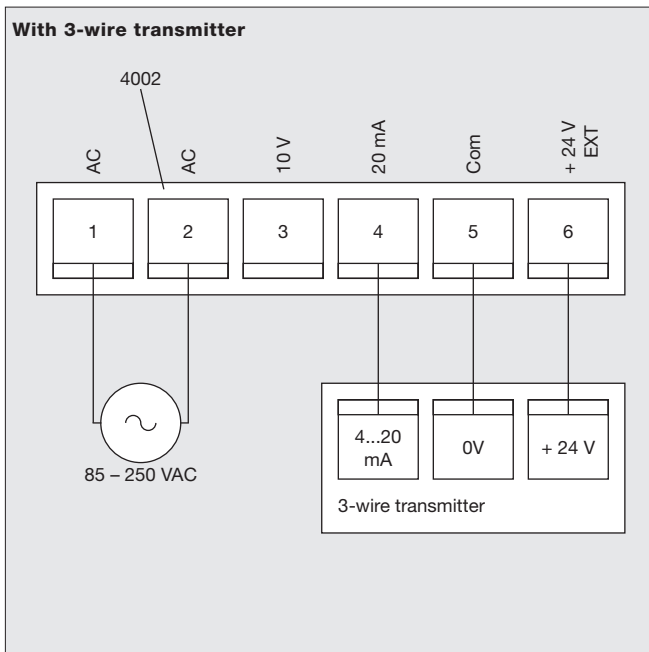 With 3-wire transmitter
4002
AC
AC
10 V
20 mA
Com
+ 24 V
EXT
1
2
3
4
5
6
4...20
mA
0V
+ 24 V
85 – 250 VAC
3-wire transmitter